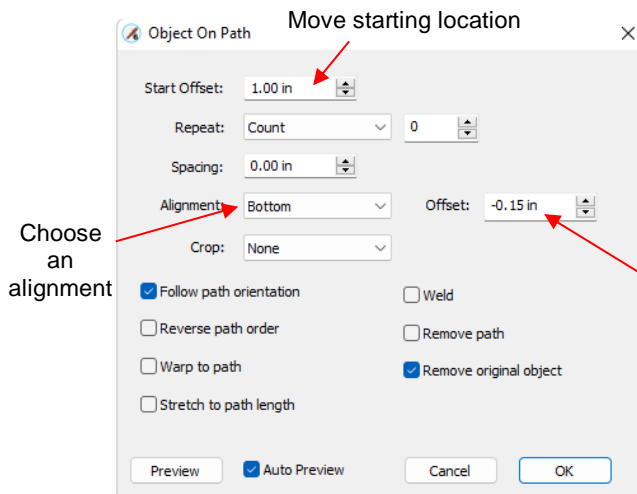 Move starting location
Object On Path
Start Offset: 1.00 in
Repeat: Count 0
Spacing: 0.00 in
Alignment: Bottom Offset: -0.15 in
Choose
an
alignment
Crop: None
Follow path orientation Weld
Reverse path order Remove path
Warp to path Remove original object
Stretch to path length
Preview Auto Preview Cancel OK